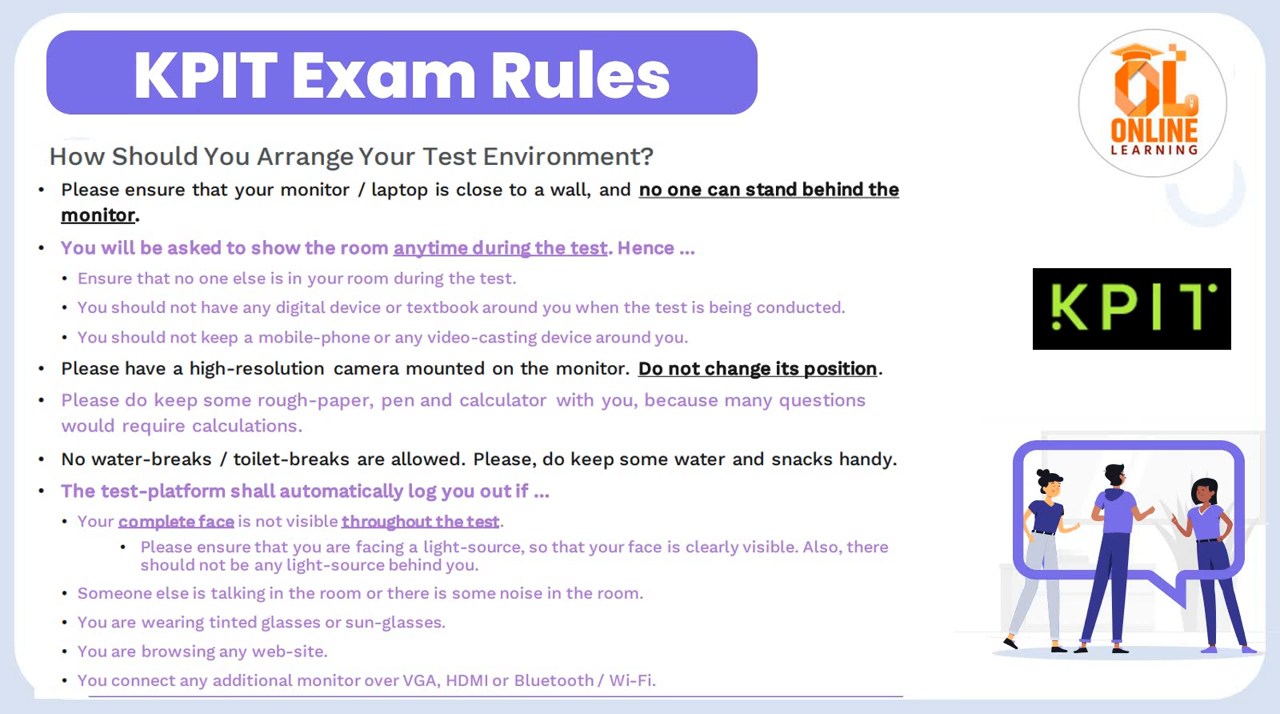 KPIT Exam Rules
OL
ONLINE
LEARNING
How Should You Arrange Your Test Environment?
• Please ensure that your monitor / laptop is close to a wall, and no one can stand behind the
monitor.
• You will be asked to show the room anytime during the test. Hence ...
• Ensure that no one else is in your room during the test.
• You should not have any digital device or textbook around you when the test is being conducted.
• You should not keep a mobile-phone or any video-casting device around you.
KPIT
• Please have a high-resolution camera mounted on the monitor. Do not change its position.
• Please do keep some rough-paper, pen and calculator with you, because many questions
would require calculations.
• No water-breaks / toilet-breaks are allowed. Please, do keep some water and snacks handy.
• The test-platform shall automatically log you out if ...
• Your complete face is not visible throughout the test.
• Please ensure that you are facing a light-source, so that your face is clearly visible. Also, there
should not be any light-source behind you.
• Someone else is talking in the room or there is some noise in the room.
• You are wearing tinted glasses or sun-glasses.
• You are browsing any web-site.
• You connect any additional monitor over VGA, HDMI or Bluetooth / Wi-Fi.